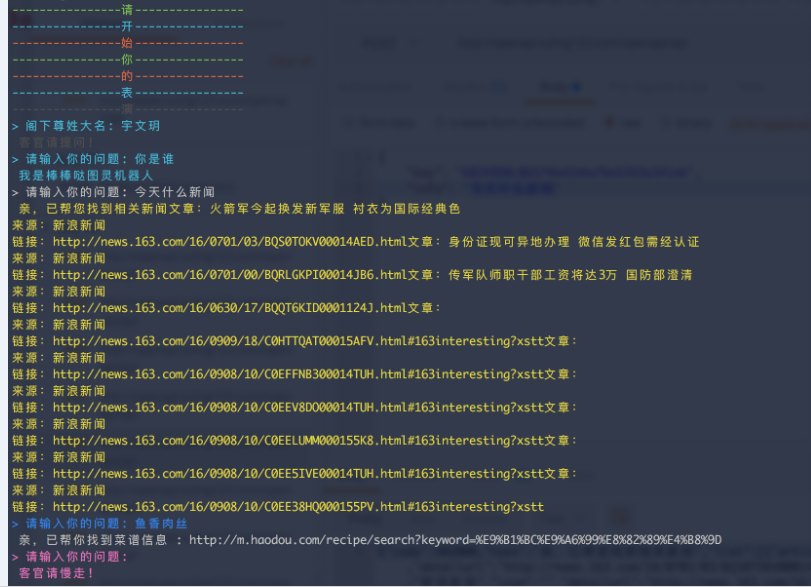 ----------------请----------------
----------------开----------------
----------------始----------------
----------------你----------------
----------------的----------------
----------------表----------------
----------------演----------------
> 阁下尊姓大名: 宇文玥
客官请提问!
> 请输入你的问题: 你是谁
我是棒棒哒图灵机器人
> 请输入你的问题: 今天什么新闻
亲, 已帮您找到相关新闻文章: 火箭军今起换发新军服 衬衣为国际经典色
来源: 新浪新闻
链接: http://news.163.com/16/0701/03/BQS0TOKV00014AED.html文章: 身份证现可异地办理 微信发红包需经认证
来源: 新浪新闻
链接: http://news.163.com/16/0701/00/BQRLGKPI00014JB6.html文章: 传军队师职干部工资将达3万 国防部澄清
来源: 新浪新闻
链接: http://news.163.com/16/0630/17/BQQT6KID00011Z4J.html文章:
来源: 新浪新闻
链接: http://news.163.com/16/0909/18/C0HTTQAT00015AFV.html#163interesting?xstt文章:
来源: 新浪新闻
链接: http://news.163.com/16/0908/10/C0EFFNB300014TUH.html#163interesting?xstt文章:
来源: 新浪新闻
链接: http://news.163.com/16/0908/10/C0EEV8DO00014TUH.html#163interesting?xstt文章:
来源: 新浪新闻
链接: http://news.163.com/16/0908/10/C0EELUMM000155K8.html#163interesting?xstt文章:
来源: 新浪新闻
链接: http://news.163.com/16/0908/10/C0EE5IVE00014TUH.html#163interesting?xstt文章:
来源: 新浪新闻
链接: http://news.163.com/16/0908/10/C0EE38HQ000155PV.html#163interesting?xstt
> 请输入你的问题: 鱼香肉丝
亲, 已帮你找到菜谱信息 : http://m.haodou.com/recipe/search?keyword=%E9%B1%BC%E9%A6%99%E8%82%89%E4%B8%9D
> 请输入你的问题:
客官请慢走!